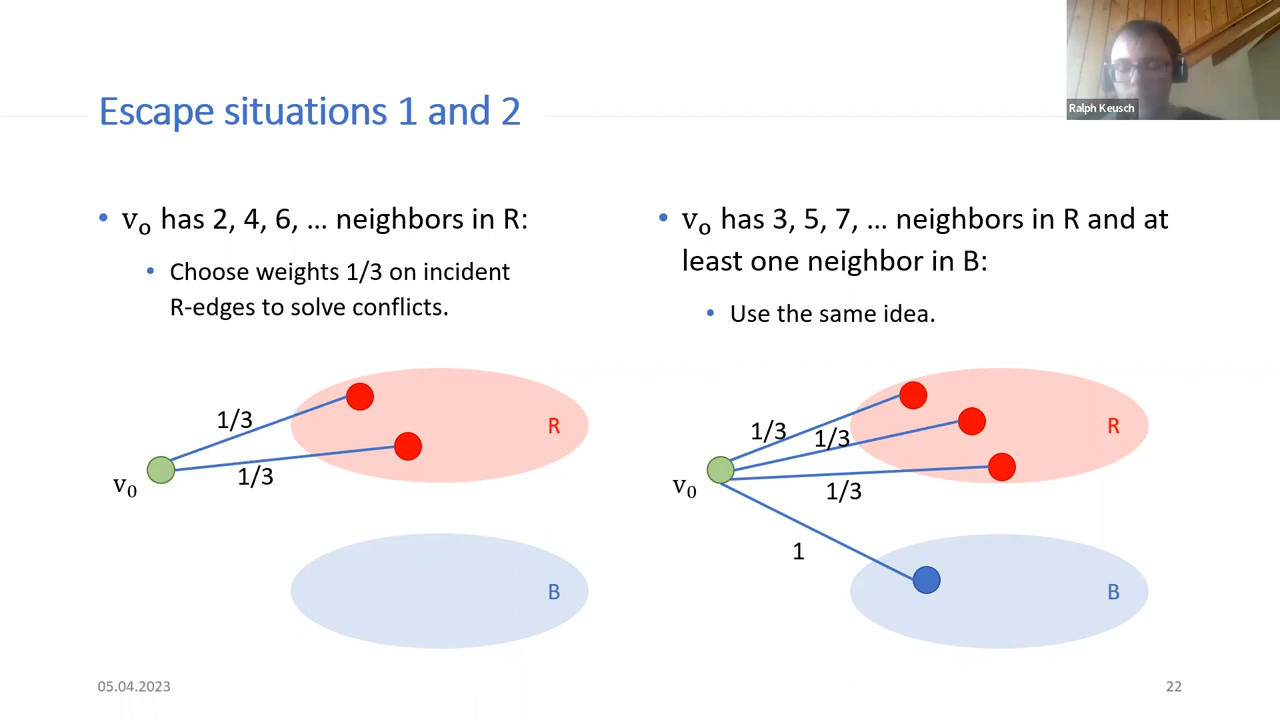 Ralph Keusch
Escape situations 1 and 2
• v₀ has 2, 4, 6, … neighbors in R:
• Choose weights 1/3 on incident
R-edges to solve conflicts.
1/3
1/3
R
v₀
B
• v₀ has 3, 5, 7, … neighbors in R and at
least one neighbor in B:
• Use the same idea.
1/3
1/3
1/3
R
v₀
1
B
05.04.2023
22